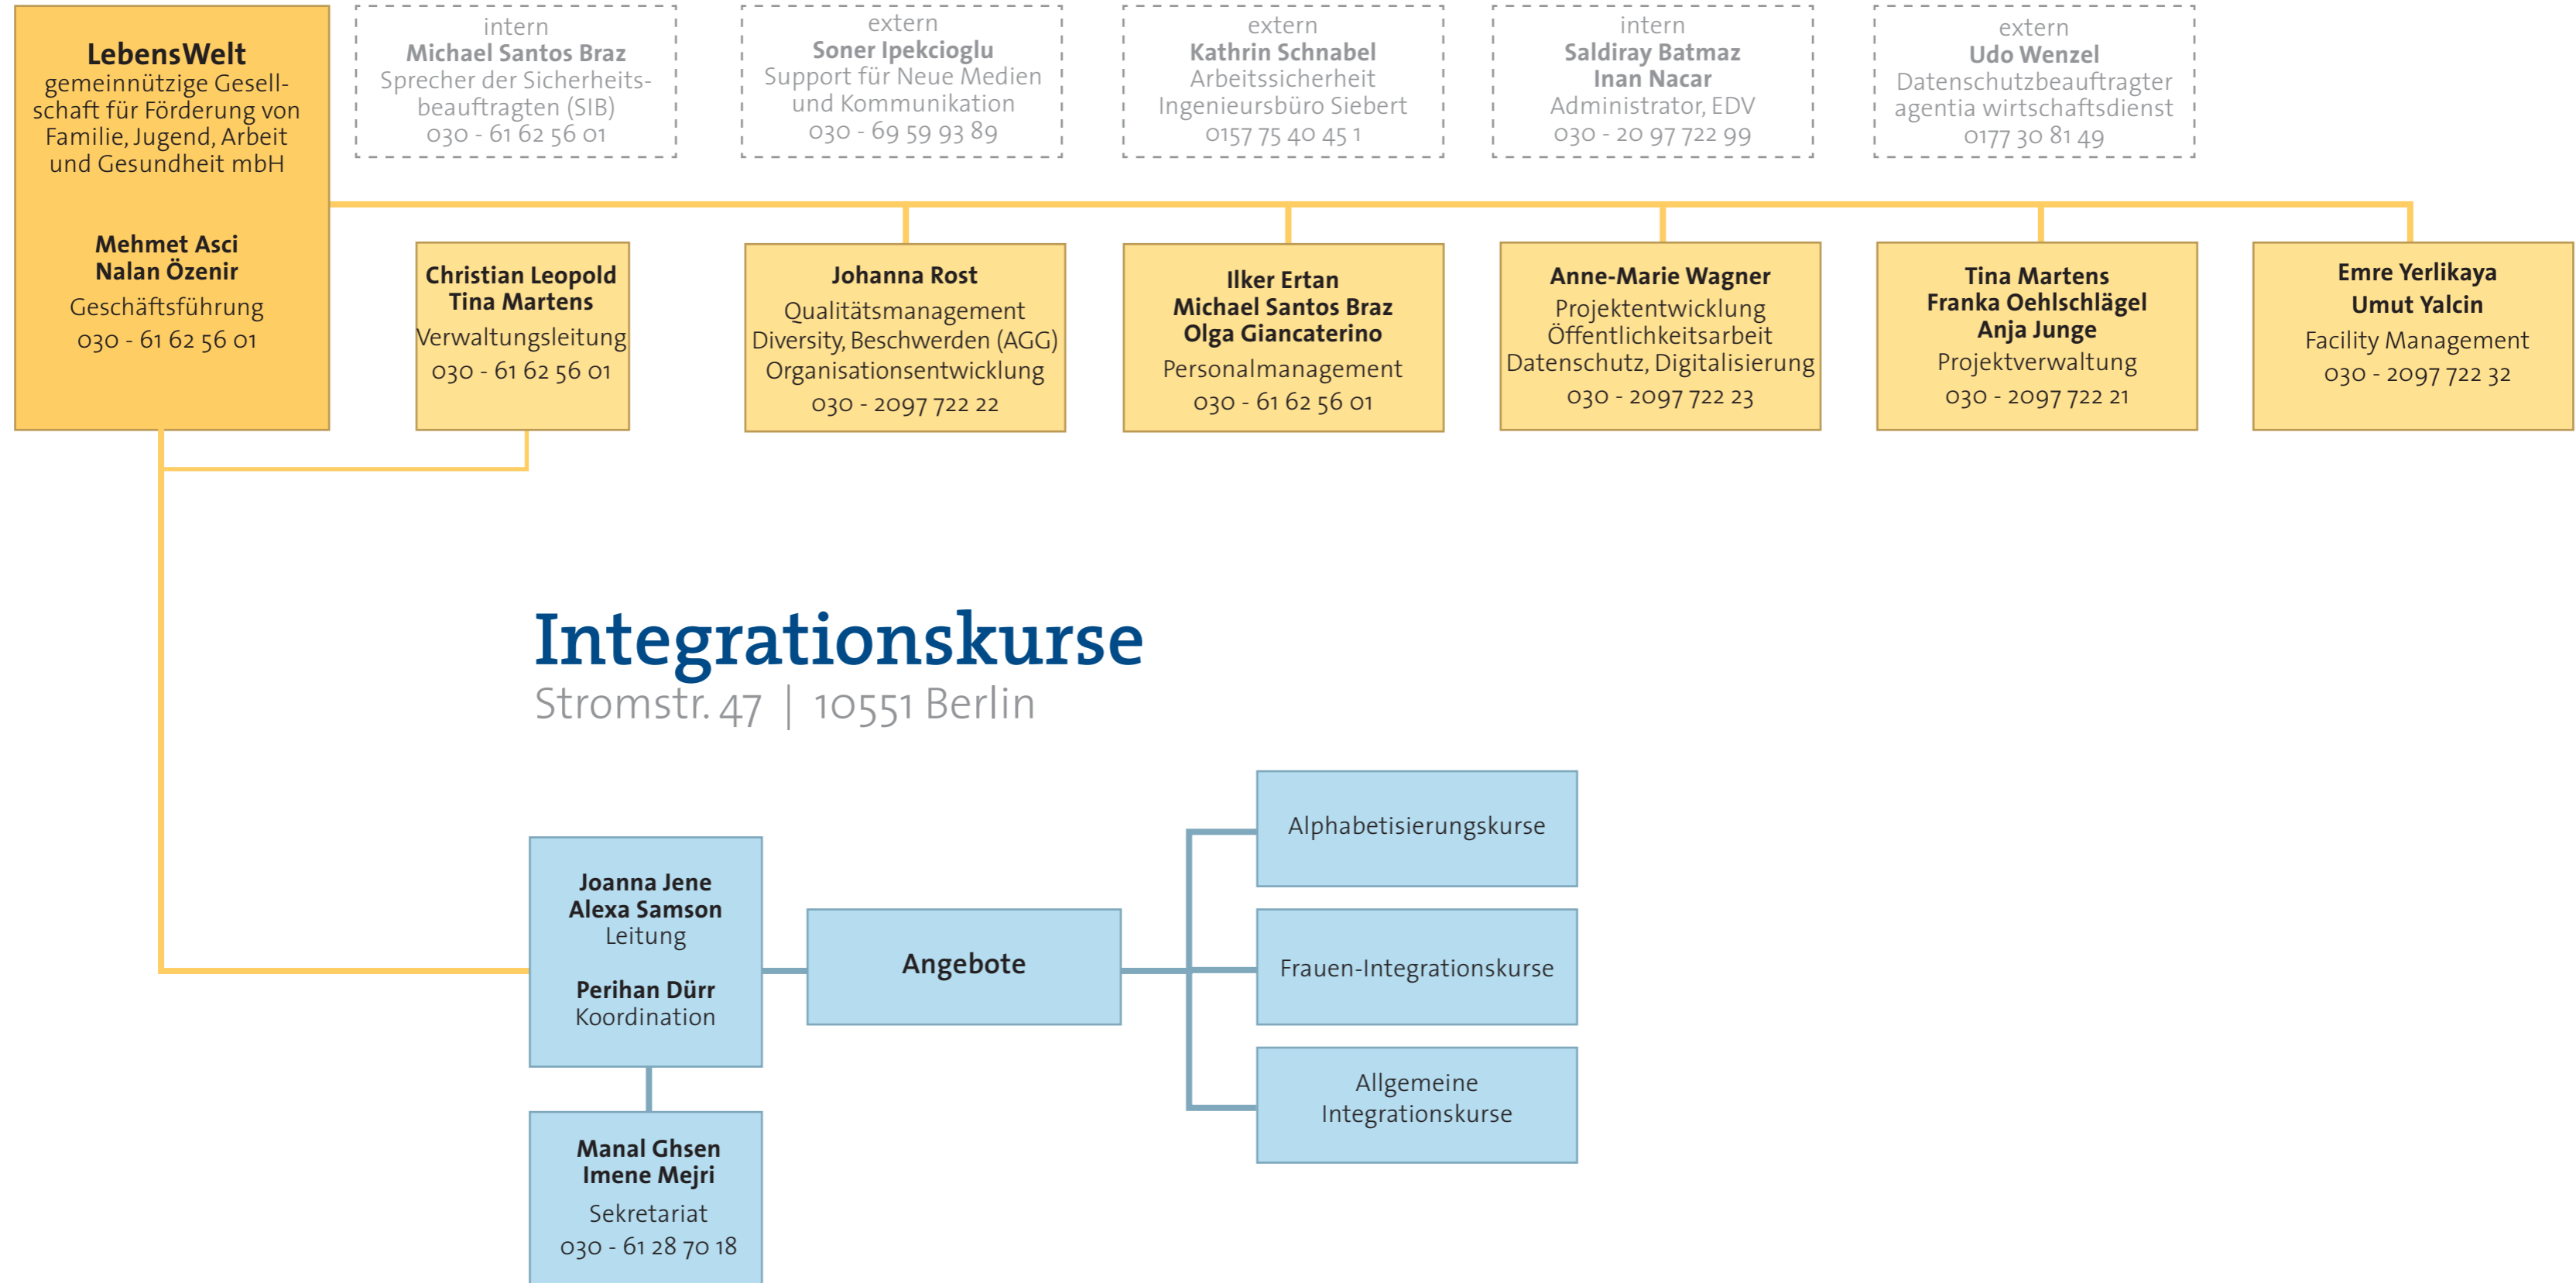 LebensWelt
gemeinnützige Gesell-
schaft für Förderung von
Familie, Jugend, Arbeit
und Gesundheit mbH
Mehmet Asci
Nalan Özenir
Geschäftsführung
030 - 61 62 56 01
intern
Michael Santos Braz
Sprecher der Sicherheits-
beauftragten (SIB)
030 - 61 62 56 01
extern
Soner Ipekcioglu
Support für Neue Medien
und Kommunikation
030 - 69 59 93 89
extern
Kathrin Schnabel
Arbeitssicherheit
Ingenieursbüro Siebert
0157 75 40 45 1
intern
Saldiray Batmaz
Inan Nacar
Administrator, EDV
030 - 20 97 722 99
extern
Udo Wenzel
Datenschutzbeauftragter
agentia wirtschaftsdienst
0177 30 81 49
Christian Leopold
Tina Martens
Verwaltungsleitung
030 - 61 62 56 01
Johanna Rost
Qualitätsmanagement
Diversity, Beschwerden (AGG)
Organisationsentwicklung
030 - 2097 722 22
Ilker Ertan
Michael Santos Braz
Olga Giancaterino
Personalmanagement
030 - 61 62 56 01
Anne-Marie Wagner
Projektentwicklung
Öffentlichkeitsarbeit
Datenschutz, Digitalisierung
030 - 2097 722 23
Tina Martens
Franka Oehlschlägel
Anja Junge
Projektverwaltung
030 - 2097 722 21
Emre Yerlikaya
Umut Yalcin
Facility Management
030 - 2097 722 32
Integrationskurse
Stromstr. 47 | 10551 Berlin
Joanna Jene
Alexa Samson
Leitung
Perihan Dürr
Koordination
Manal Ghsen
Imene Mejri
Sekretariat
030 - 61 28 70 18
Angebote
Alphabetisierungskurse
Frauen-Integrationskurse
Allgemeine
Integrationskurse